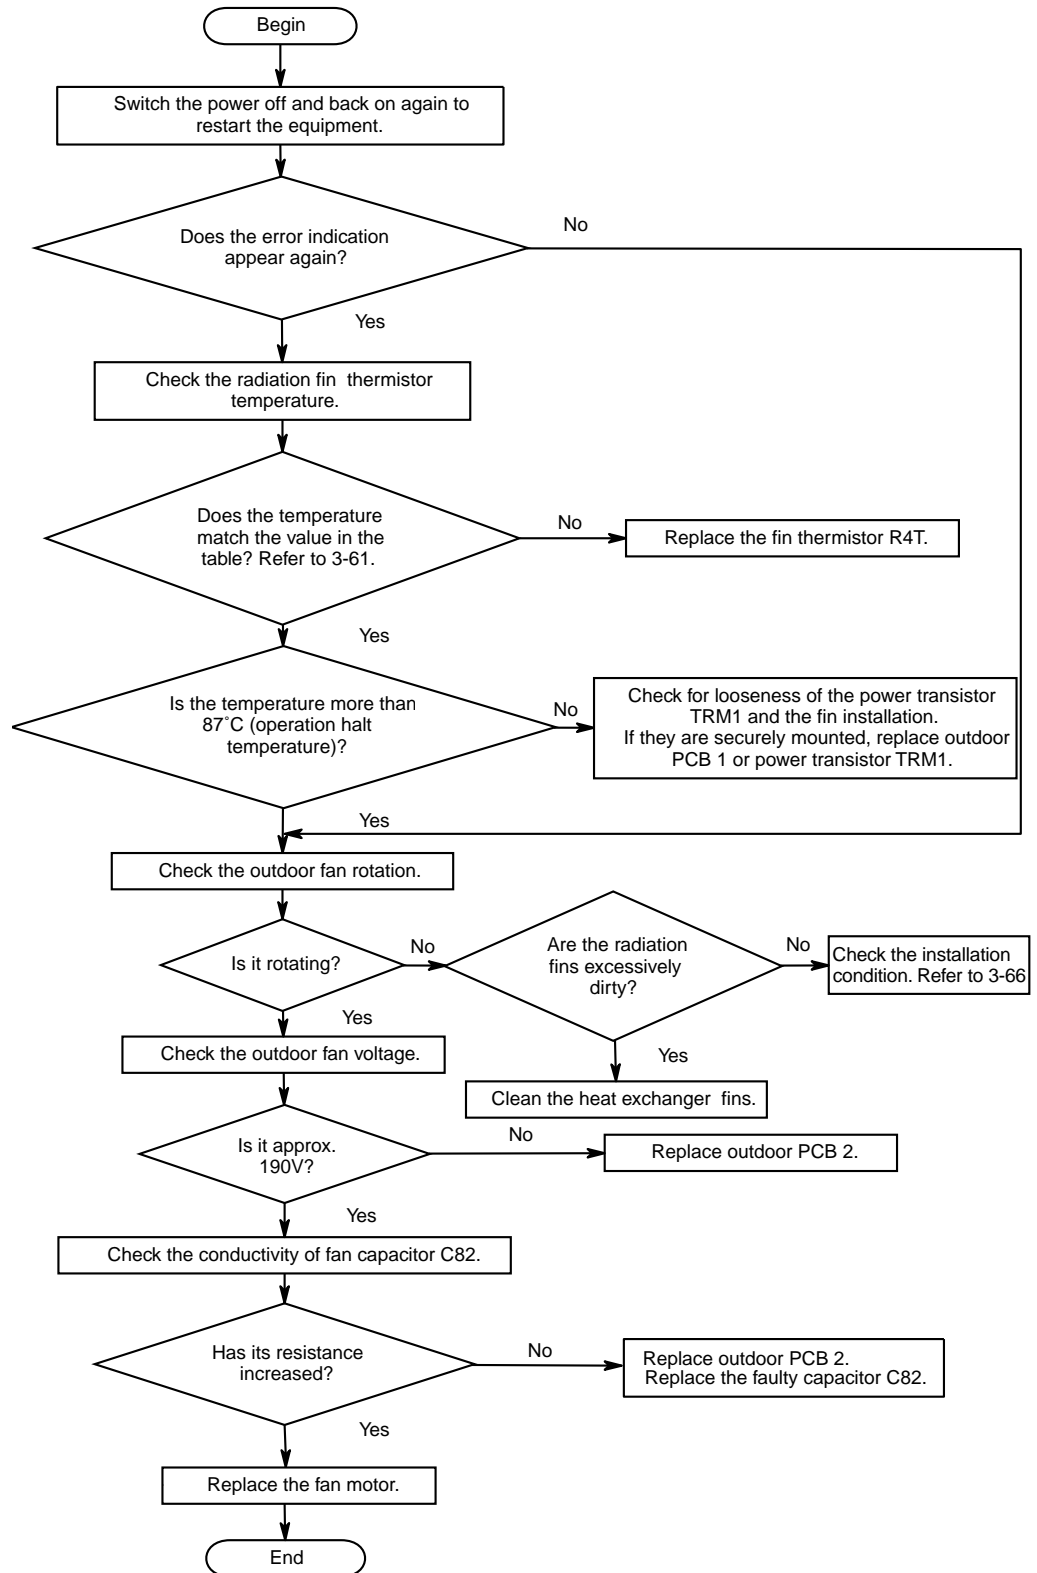 Begin
Switch the power off and back on again to
restart the equipment.
Does the error indication
appear again?
No
Yes
Check the radiation fin thermistor
temperature.
Does the temperature
match the value in the
table? Refer to 3-61.
No
Replace the fin thermistor R4T.
Yes
Is the temperature more than
87˚C (operation halt
temperature)?
No
Check for looseness of the power transistor
TRM1 and the fin installation.
If they are securely mounted, replace outdoor
PCB 1 or power transistor TRM1.
Yes
Check the outdoor fan rotation.
Is it rotating?
No
Are the radiation
fins excessively
dirty?
No
Check the installation
condition. Refer to 3-66
Yes
Yes
Check the outdoor fan voltage.
Clean the heat exchanger fins.
Is it approx.
190V?
No
Replace outdoor PCB 2.
Yes
Check the conductivity of fan capacitor C82.
Has its resistance
increased?
No
Replace outdoor PCB 2.
Replace the faulty capacitor C82.
Yes
Replace the fan motor.
End